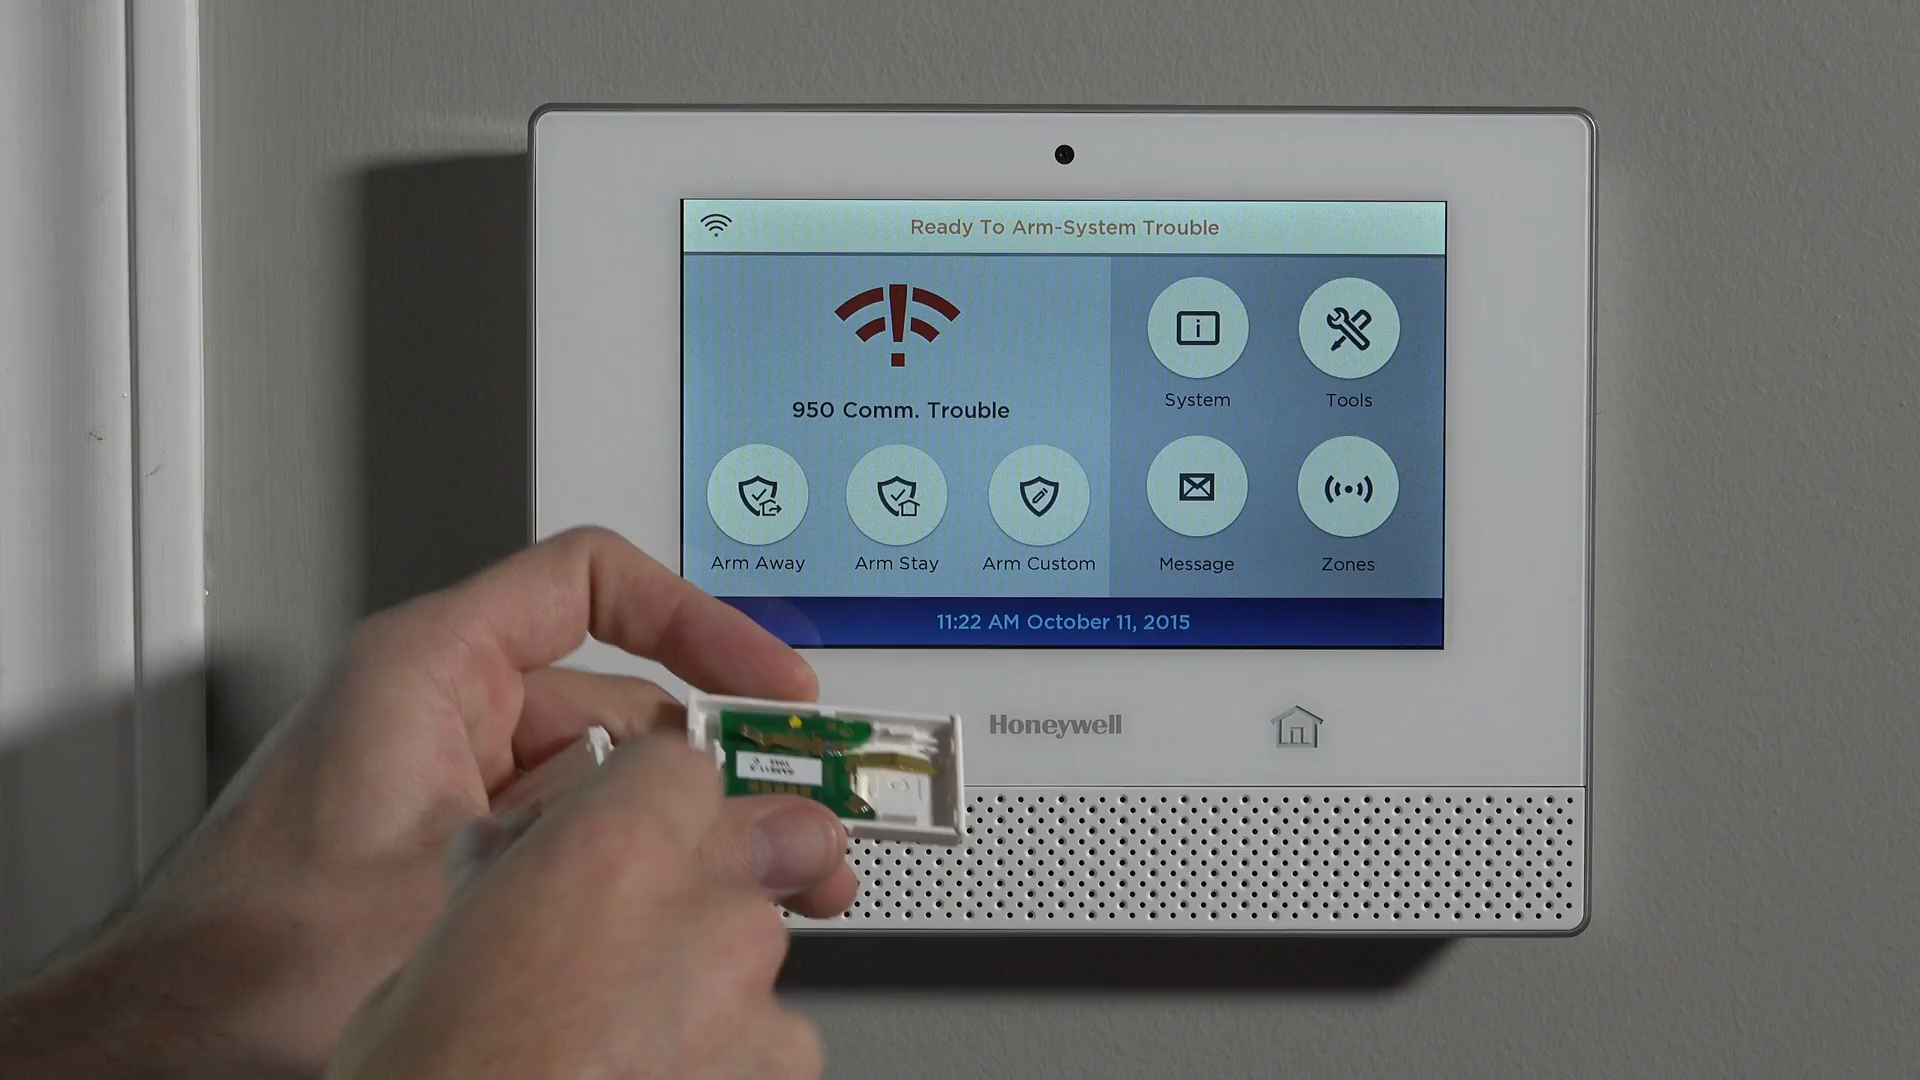 Ready To Arm-System Trouble
950 Comm. Trouble
System
Tools
Arm Away
Arm Stay
Arm Custom
Message
Zones
11:22 AM October 11, 2015
Honeywell